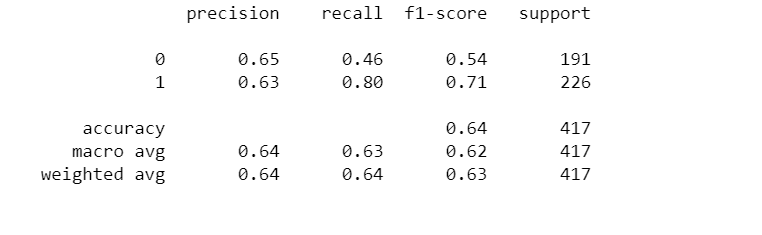 precision recall f1-score support
0 0.65 0.46 0.54 191
1 0.63 0.80 0.71 226
accuracy 0.64 417
macro avg 0.64 0.63 0.62 417
weighted avg 0.64 0.64 0.63 417